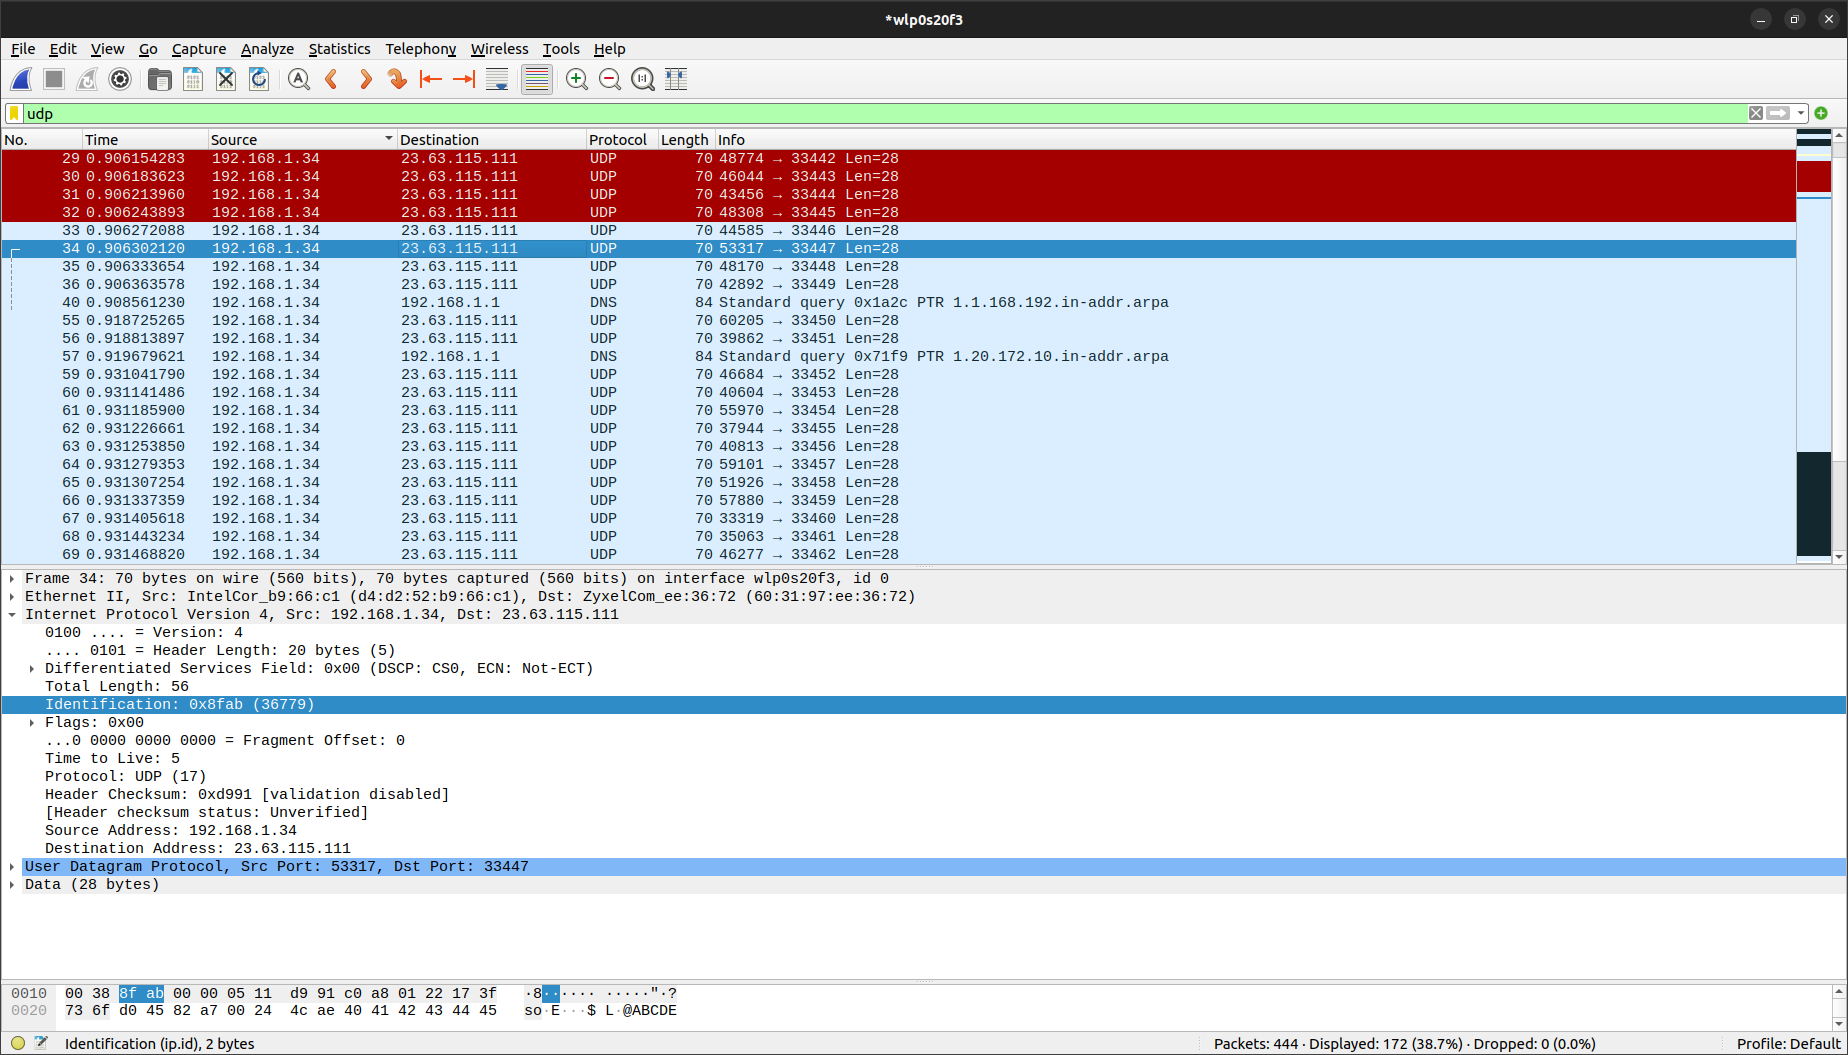 *wlp0s20f3
File Edit View Go Capture Analyze Statistics Telephony Wireless Tools Help
udp
No. Time Source Destination Protocol Length Info
29 0.906154283 192.168.1.34 23.63.115.111 UDP 70 48774 → 33442 Len=28
30 0.906183623 192.168.1.34 23.63.115.111 UDP 70 46044 → 33443 Len=28
31 0.906213960 192.168.1.34 23.63.115.111 UDP 70 43456 → 33444 Len=28
32 0.906243893 192.168.1.34 23.63.115.111 UDP 70 48308 → 33445 Len=28
33 0.906272088 192.168.1.34 23.63.115.111 UDP 70 44585 → 33446 Len=28
34 0.906302120 192.168.1.34 23.63.115.111 UDP 70 53317 → 33447 Len=28
35 0.906333654 192.168.1.34 23.63.115.111 UDP 70 48170 → 33448 Len=28
36 0.906363578 192.168.1.34 23.63.115.111 UDP 70 42892 → 33449 Len=28
40 0.908561230 192.168.1.34 192.168.1.1 DNS 84 Standard query 0x1a2c PTR 1.1.168.192.in-addr.arpa
55 0.918725265 192.168.1.34 23.63.115.111 UDP 70 60205 → 33450 Len=28
56 0.918813897 192.168.1.34 23.63.115.111 UDP 70 39862 → 33451 Len=28
57 0.919679621 192.168.1.34 192.168.1.1 DNS 84 Standard query 0x71f9 PTR 1.20.172.10.in-addr.arpa
59 0.931041790 192.168.1.34 23.63.115.111 UDP 70 46684 → 33452 Len=28
60 0.931141486 192.168.1.34 23.63.115.111 UDP 70 40604 → 33453 Len=28
61 0.931185900 192.168.1.34 23.63.115.111 UDP 70 55970 → 33454 Len=28
62 0.931226661 192.168.1.34 23.63.115.111 UDP 70 37944 → 33455 Len=28
63 0.931253850 192.168.1.34 23.63.115.111 UDP 70 40813 → 33456 Len=28
64 0.931279353 192.168.1.34 23.63.115.111 UDP 70 59101 → 33457 Len=28
65 0.931307254 192.168.1.34 23.63.115.111 UDP 70 51926 → 33458 Len=28
66 0.931337359 192.168.1.34 23.63.115.111 UDP 70 57880 → 33459 Len=28
67 0.931405618 192.168.1.34 23.63.115.111 UDP 70 33319 → 33460 Len=28
68 0.931443234 192.168.1.34 23.63.115.111 UDP 70 35063 → 33461 Len=28
69 0.931468820 192.168.1.34 23.63.115.111 UDP 70 46277 → 33462 Len=28
Frame 34: 70 bytes on wire (560 bits), 70 bytes captured (560 bits) on interface wlp0s20f3, id 0
Ethernet II, Src: IntelCor_b9:66:c1 (d4:d2:52:b9:66:c1), Dst: ZyxelCom_ee:36:72 (60:31:97:ee:36:72)
Internet Protocol Version 4, Src: 192.168.1.34, Dst: 23.63.115.111
0100 .... = Version: 4
.... 0101 = Header Length: 20 bytes (5)
Differentiated Services Field: 0x00 (DSCP: CS0, ECN: Not-ECT)
Total Length: 56
Identification: 0x8fab (36779)
Flags: 0x00
...0 0000 0000 0000 = Fragment Offset: 0
Time to Live: 5
Protocol: UDP (17)
Header Checksum: 0xd991 [validation disabled]
[Header checksum status: Unverified]
Source Address: 192.168.1.34
Destination Address: 23.63.115.111
User Datagram Protocol, Src Port: 53317, Dst Port: 33447
Data (28 bytes)
0010 00 38 8f ab 00 00 05 11 d9 91 c0 a8 01 22 17 3f ·8······ ·····"·?
0020 73 6f d0 45 82 a7 00 24 4c ae 40 41 42 43 44 45 so·E···$ L·@ABCDE
Identification (ip.id), 2 bytes
Packets: 444 · Displayed: 172 (38.7%) · Dropped: 0 (0.0%)
Profile: Default